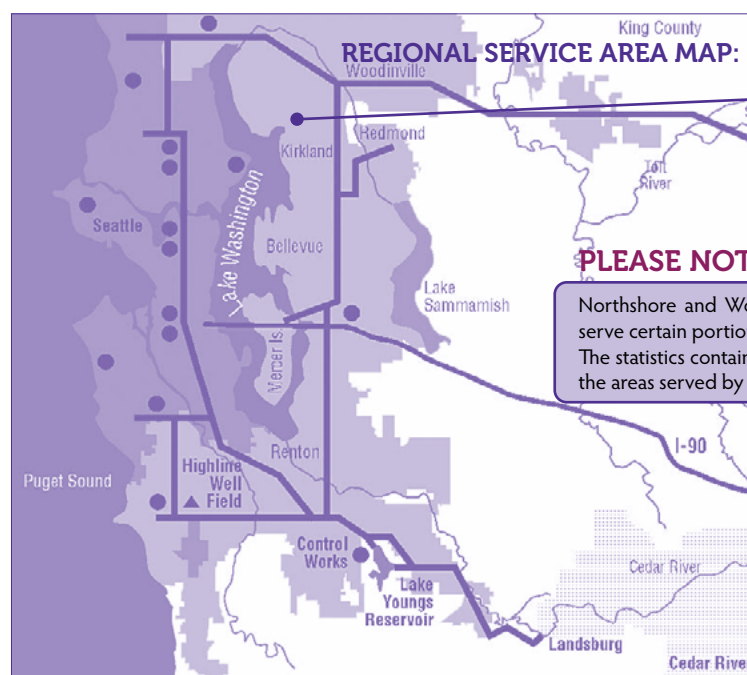 King County
REGIONAL SERVICE AREA MAP:
Woodinville
Redmond
Kirkland
Tolt
River
Lake Washington
Seattle
Bellevue
PLEASE NOT
Lake
Sammamish
Northshore and Wo
serve certain portion
The statistics contain
the areas served by
Mercer Is.
I-90
Renton
Highline
Well
Field
Puget Sound
Control
Works
Cedar River
Lake
Youngs
Reservoir
Landsburg
Cedar Rive